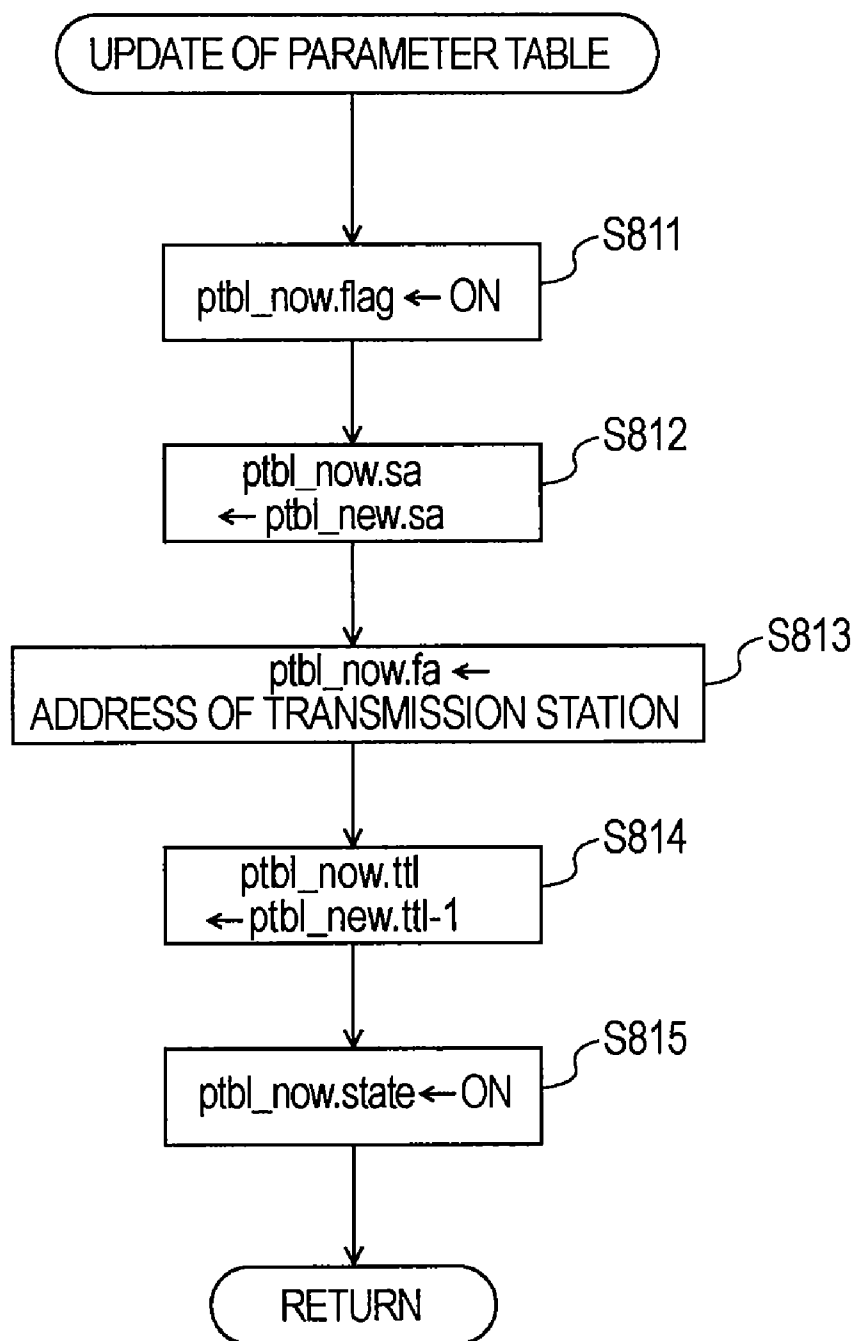 UPDATE OF PARAMETER TABLE
S811
ptbl_now.flag ← ON
S812
ptbl_now.sa
← ptbl_new.sa
S813
ptbl_now.fa ←
ADDRESS OF TRANSMISSION STATION
S814
ptbl_now.ttl
← ptbl_new.ttl-1
S815
ptbl_now.state ← ON
RETURN